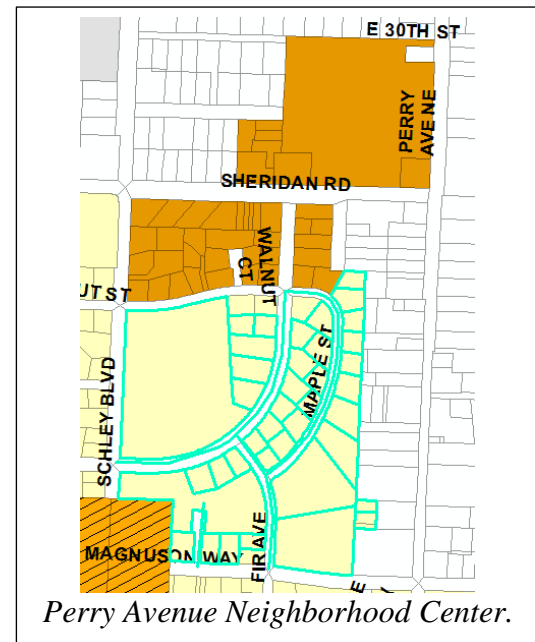 E 30TH ST
PERRY
AVE NE
SHERIDAN RD
WALNUT
CT
UT ST
MAPLE ST
SCHLEY BLVD
MAGNUSON WAY
FIR AVE
E
Perry Avenue Neighborhood Center.